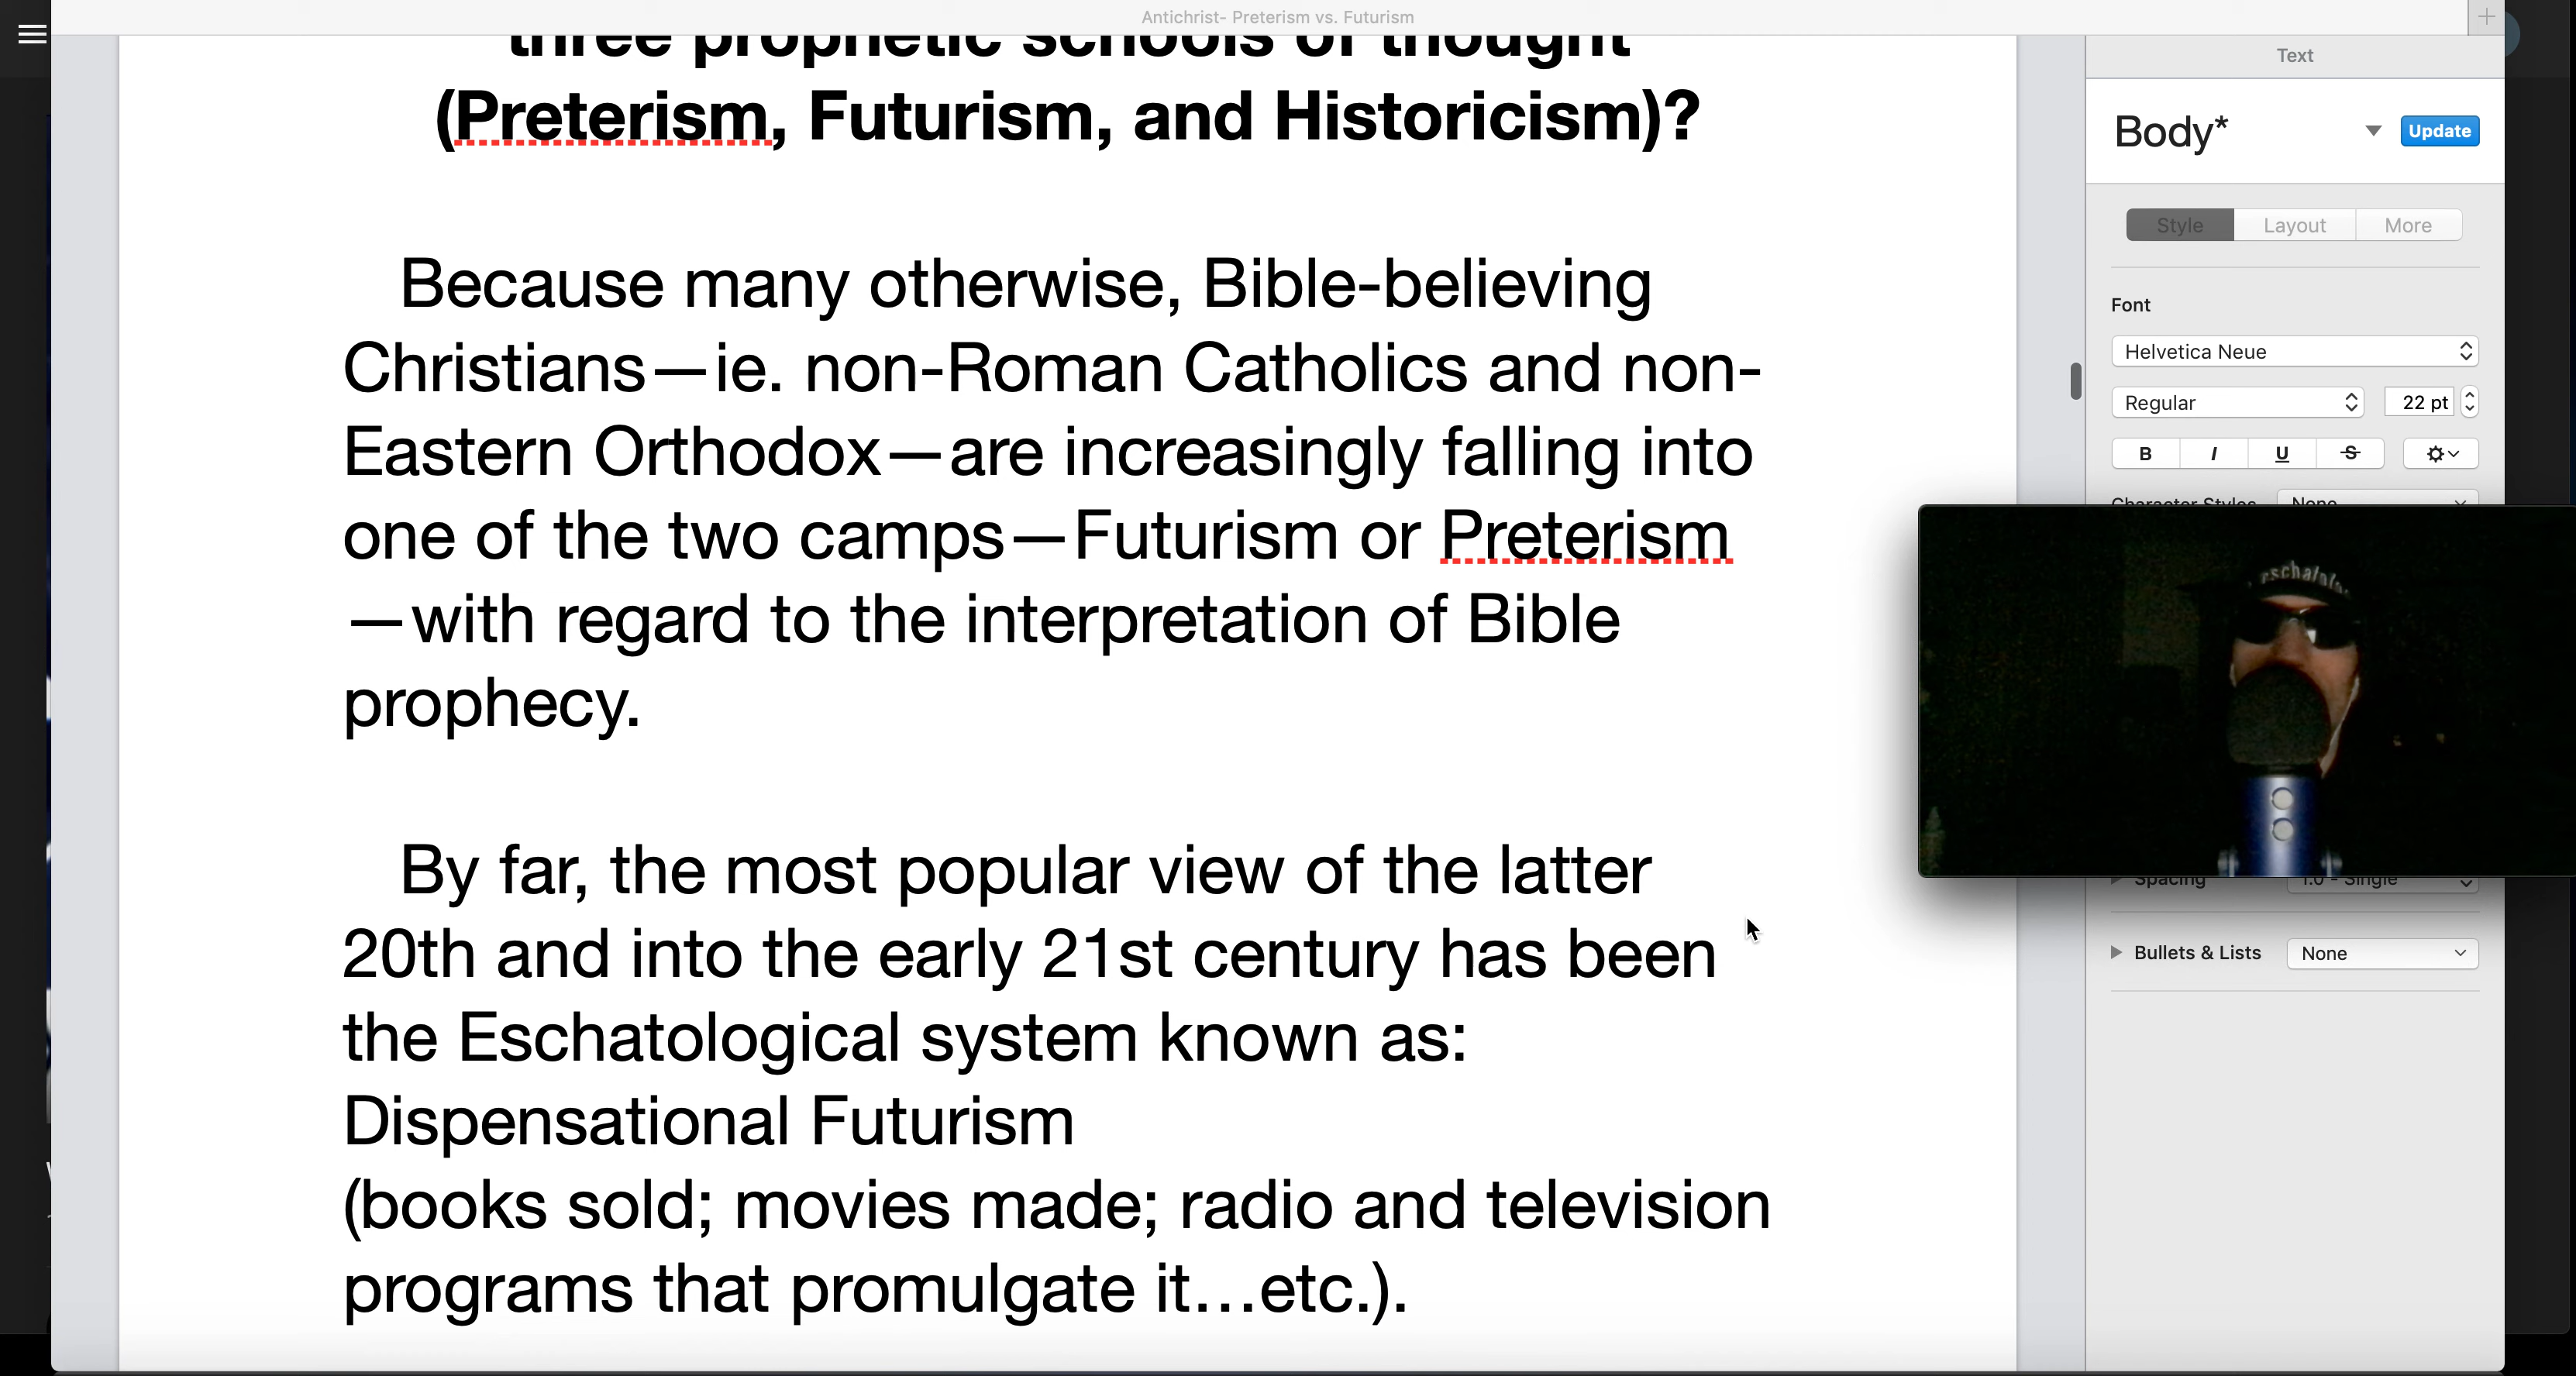 Antichrist- Preterism vs. Futurism
three prophetic schools of thought
(Preterism, Futurism, and Historicism)?
Because many otherwise, Bible-believing
Christians—ie. non-Roman Catholics and non-
Eastern Orthodox—are increasingly falling into
one of the two camps—Futurism or Preterism
—with regard to the interpretation of Bible
prophecy.
By far, the most popular view of the latter
20th and into the early 21st century has been
the Eschatological system known as:
Dispensational Futurism
(books sold; movies made; radio and television
programs that promulgate it…etc.).
Text
Body*
Update
Style Layout More
Font
Helvetica Neue
Regular 22 pt
B I U S
Character Styles None
Spacing 1.0 - Single
Bullets & Lists None